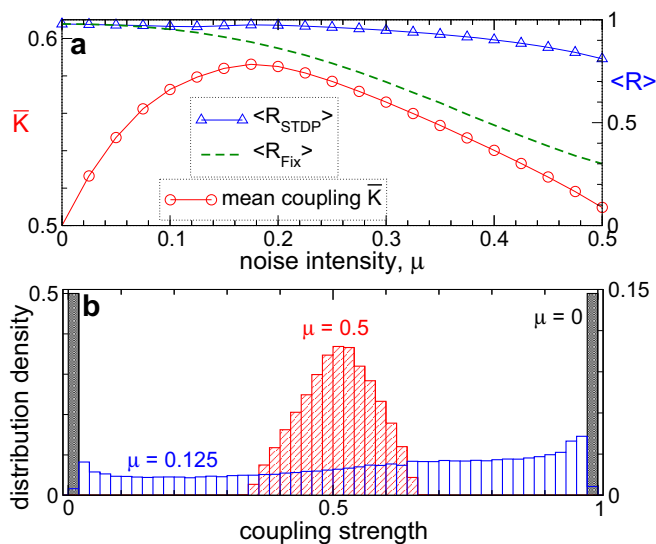 a
0.6
0.5
K̄
1
0.5
0
<R>
<R_STDP>
<R_Fix>
mean coupling K̄
0 0.1 0.2 0.3 0.4 0.5
noise intensity, μ
b
0.5
0
distribution density
0.15
0
μ = 0.5
μ = 0
μ = 0.125
0 0.5 1
coupling strength